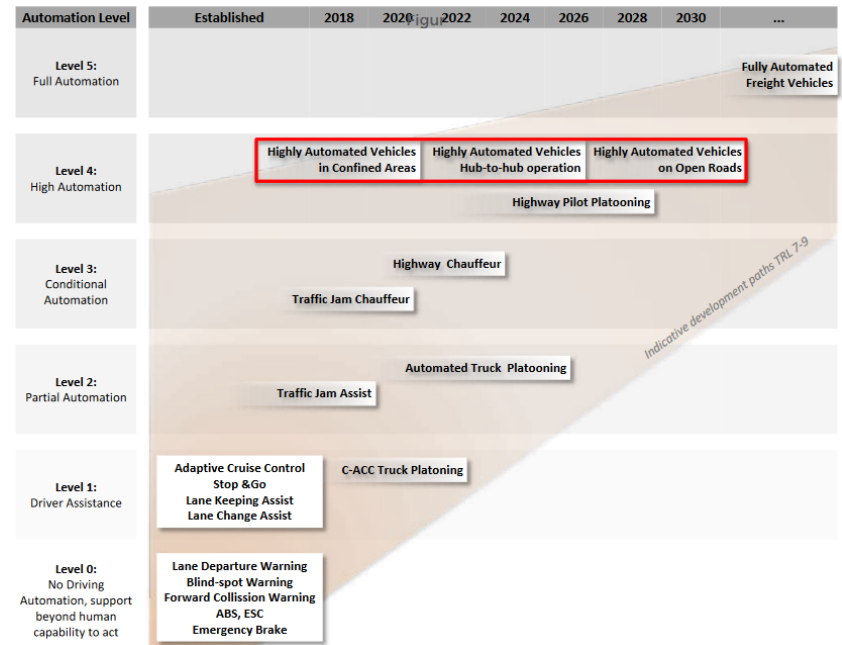 Automation Level Established 2018 2020 Figur 2022 2024 2026 2028 2030 ...
Level 5:
Full Automation
Fully Automated
Freight Vehicles
Level 4:
High Automation
Highly Automated Vehicles
in Confined Areas
Highly Automated Vehicles
Hub-to-hub operation
Highly Automated Vehicles
on Open Roads
Highway Pilot Platooning
Level 3:
Conditional
Automation
Highway Chauffeur
Traffic Jam Chauffeur
Indicative development paths TRL 7-9
Level 2:
Partial Automation
Automated Truck Platooning
Traffic Jam Assist
Level 1:
Driver Assistance
Adaptive Cruise Control
Stop &Go
Lane Keeping Assist
Lane Change Assist
C-ACC Truck Platoning
Level 0:
No Driving
Automation, support
beyond human
capability to act
Lane Departure Warning
Blind-spot Warning
Forward Collission Warning
ABS, ESC
Emergency Brake